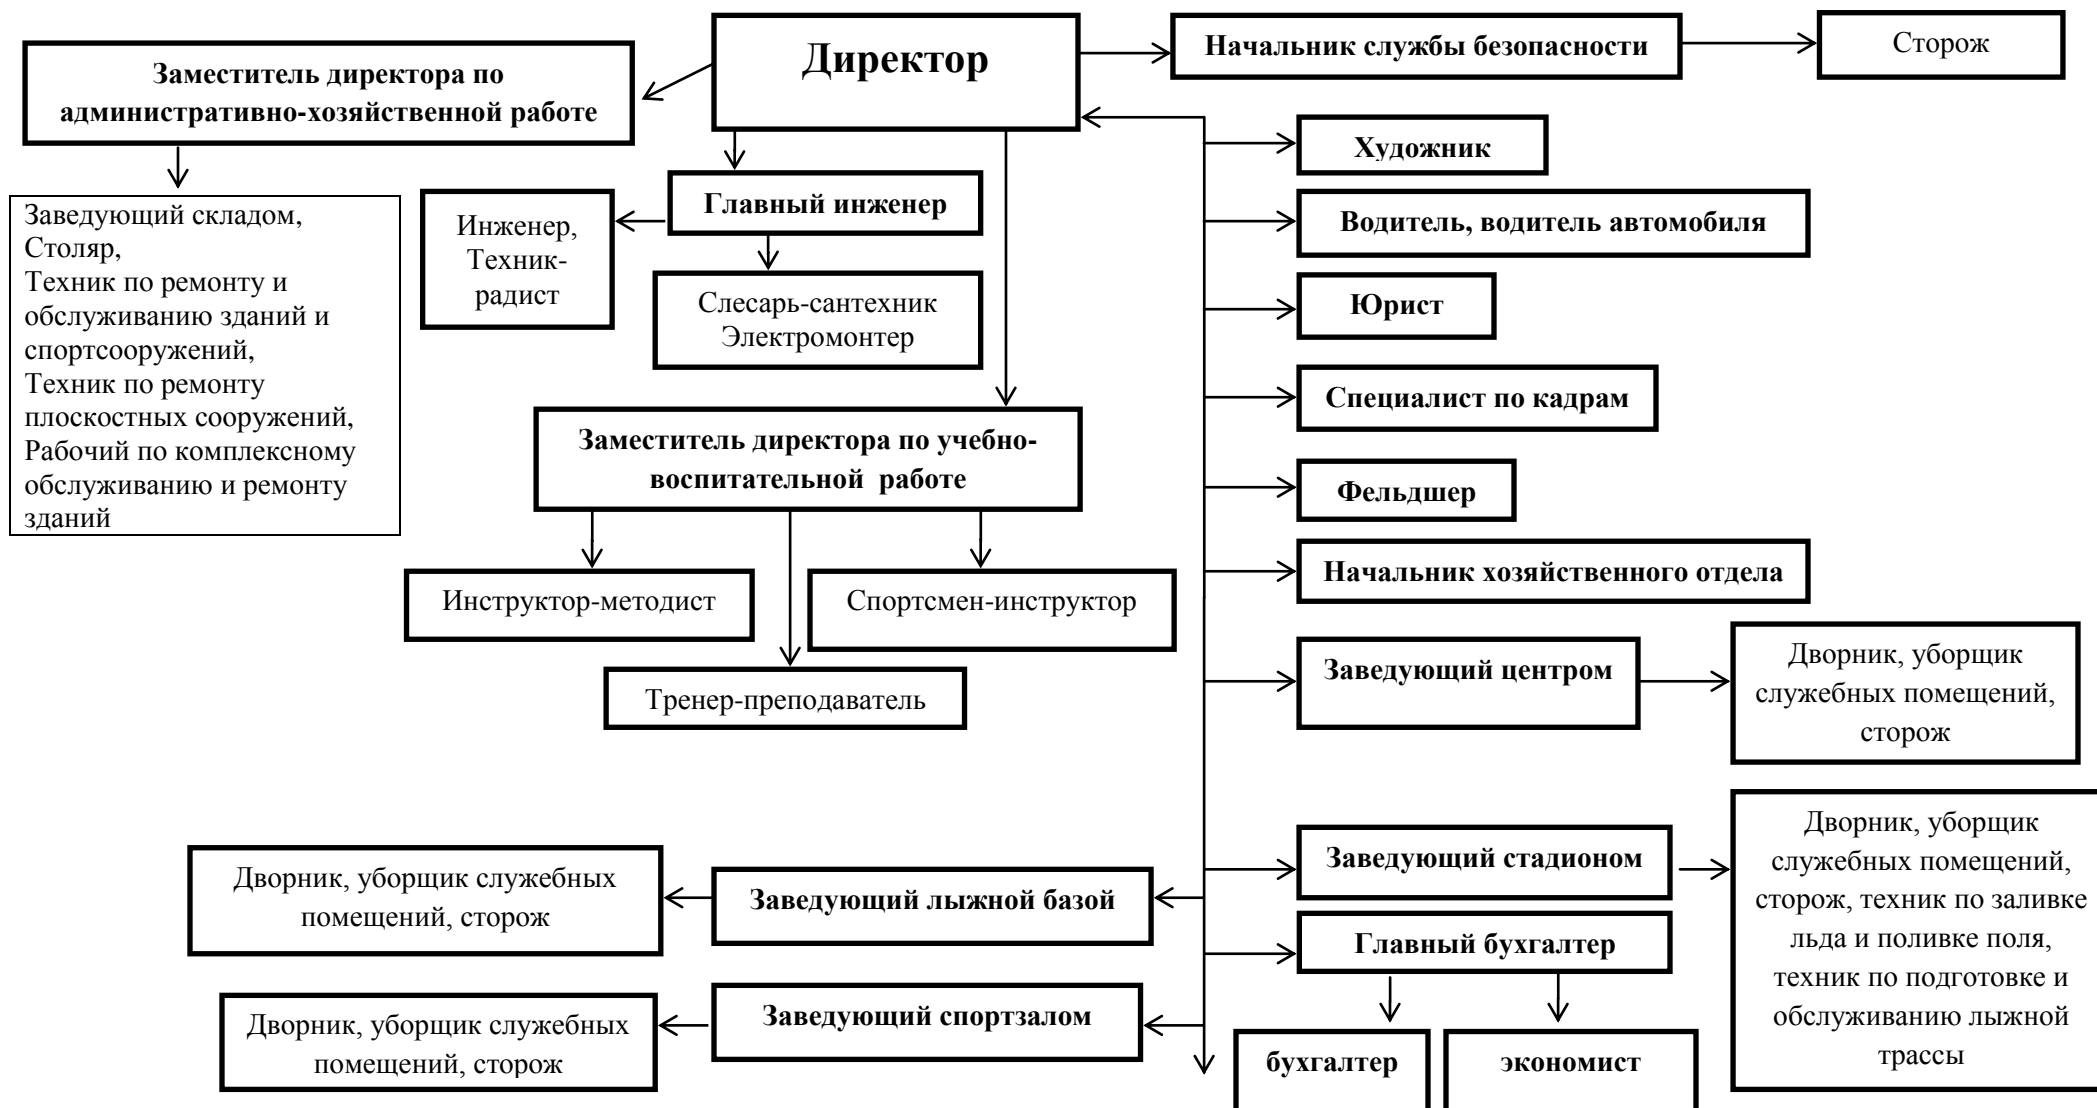 Директор
Начальник службы безопасности
Сторож
Заместитель директора по
административно-хозяйственной работе
Художник
Главный инженер
Водитель, водитель автомобиля
Заведующий складом,
Столяр,
Техник по ремонту и
обслуживанию зданий и
спортсооружений,
Техник по ремонту
плоскостных сооружений,
Рабочий по комплексному
обслуживанию и ремонту
зданий
Инженер,
Техник-
радист
Слесарь-сантехник
Электромонтер
Юрист
Специалист по кадрам
Заместитель директора по учебно-
воспитательной работе
Фельдшер
Начальник хозяйственного отдела
Инструктор-методист
Спортсмен-инструктор
Тренер-преподаватель
Заведующий центром
Дворник, уборщик
служебных помещений,
сторож
Заведующий стадионом
Дворник, уборщик
служебных помещений,
сторож, техник по заливке
льда и поливке поля,
техник по подготовке и
обслуживанию лыжной
трассы
Заведующий лыжной базой
Дворник, уборщик служебных
помещений, сторож
Главный бухгалтер
Заведующий спортзалом
Дворник, уборщик служебных
помещений, сторож
бухгалтер
экономист